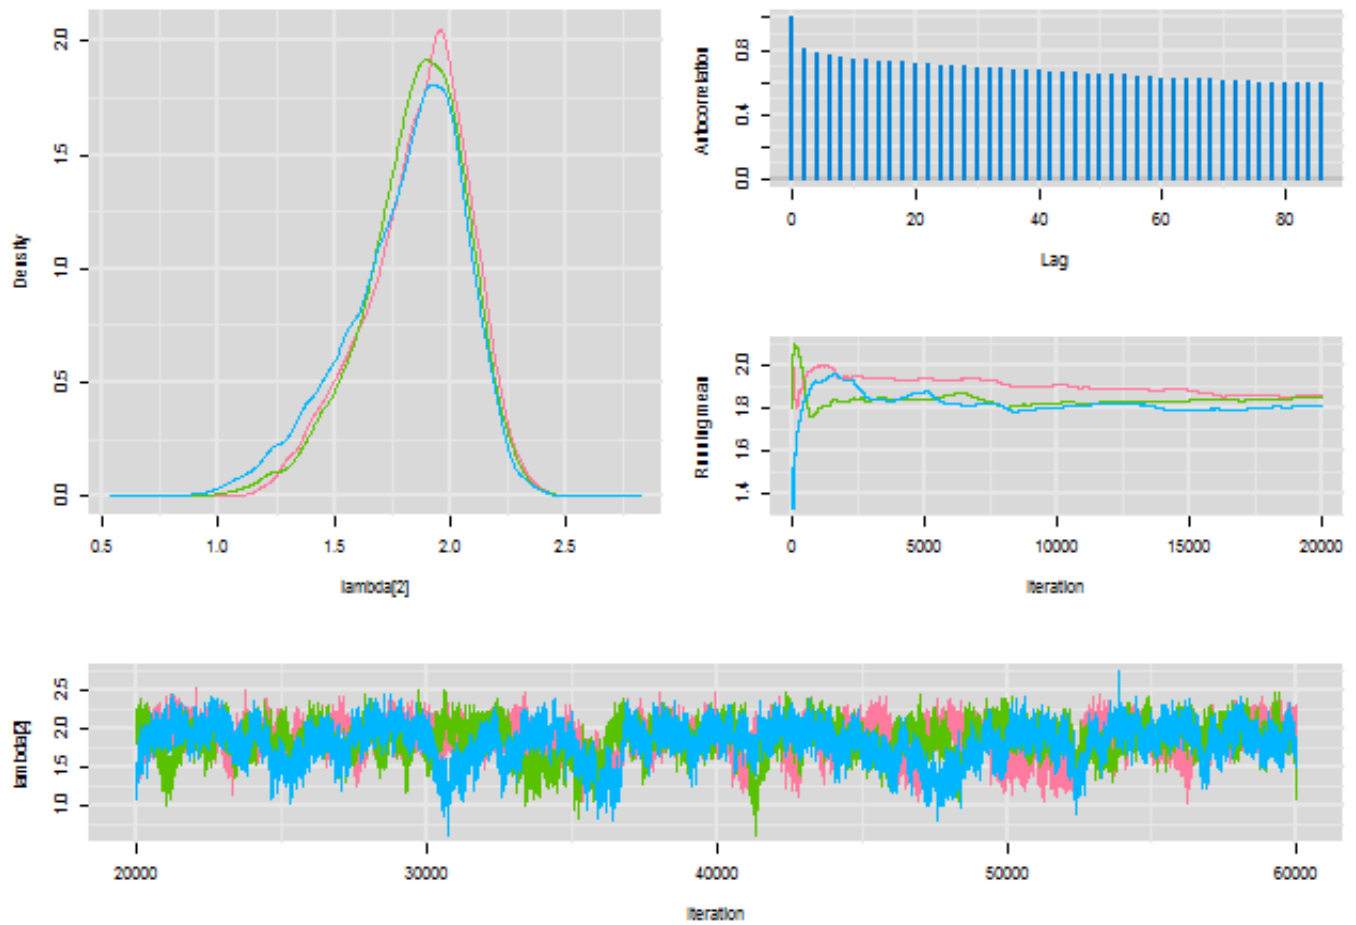 2.0
1.5
1.0
0.5
0.0
Density
0.5 1.0 1.5 2.0 2.5
lambda[2]
0.8
0.4
0.0
Autocorrelation
0 20 40 60 80
Lag
2.0
1.8
1.6
1.4
Running mean
0 5000 10000 15000 20000
Iteration
2.5
2.0
1.5
1.0
lambda[2]
20000 30000 40000 50000 60000
Iteration